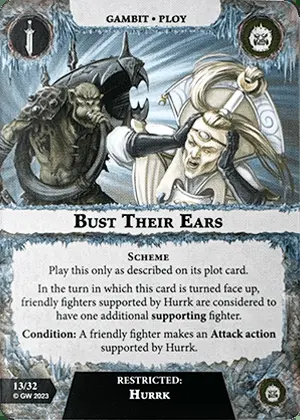 GAMBIT • PLOY
BUST THEIR EARS
SCHEME
Play this only as described on its plot card.
In the turn in which this card is turned face up,
friendly fighters supported by Hurrk are considered to
have one additional supporting fighter.
Condition: A friendly fighter makes an Attack action
supported by Hurrk.
13/32
© GW 2023
RESTRICTED:
HURRK